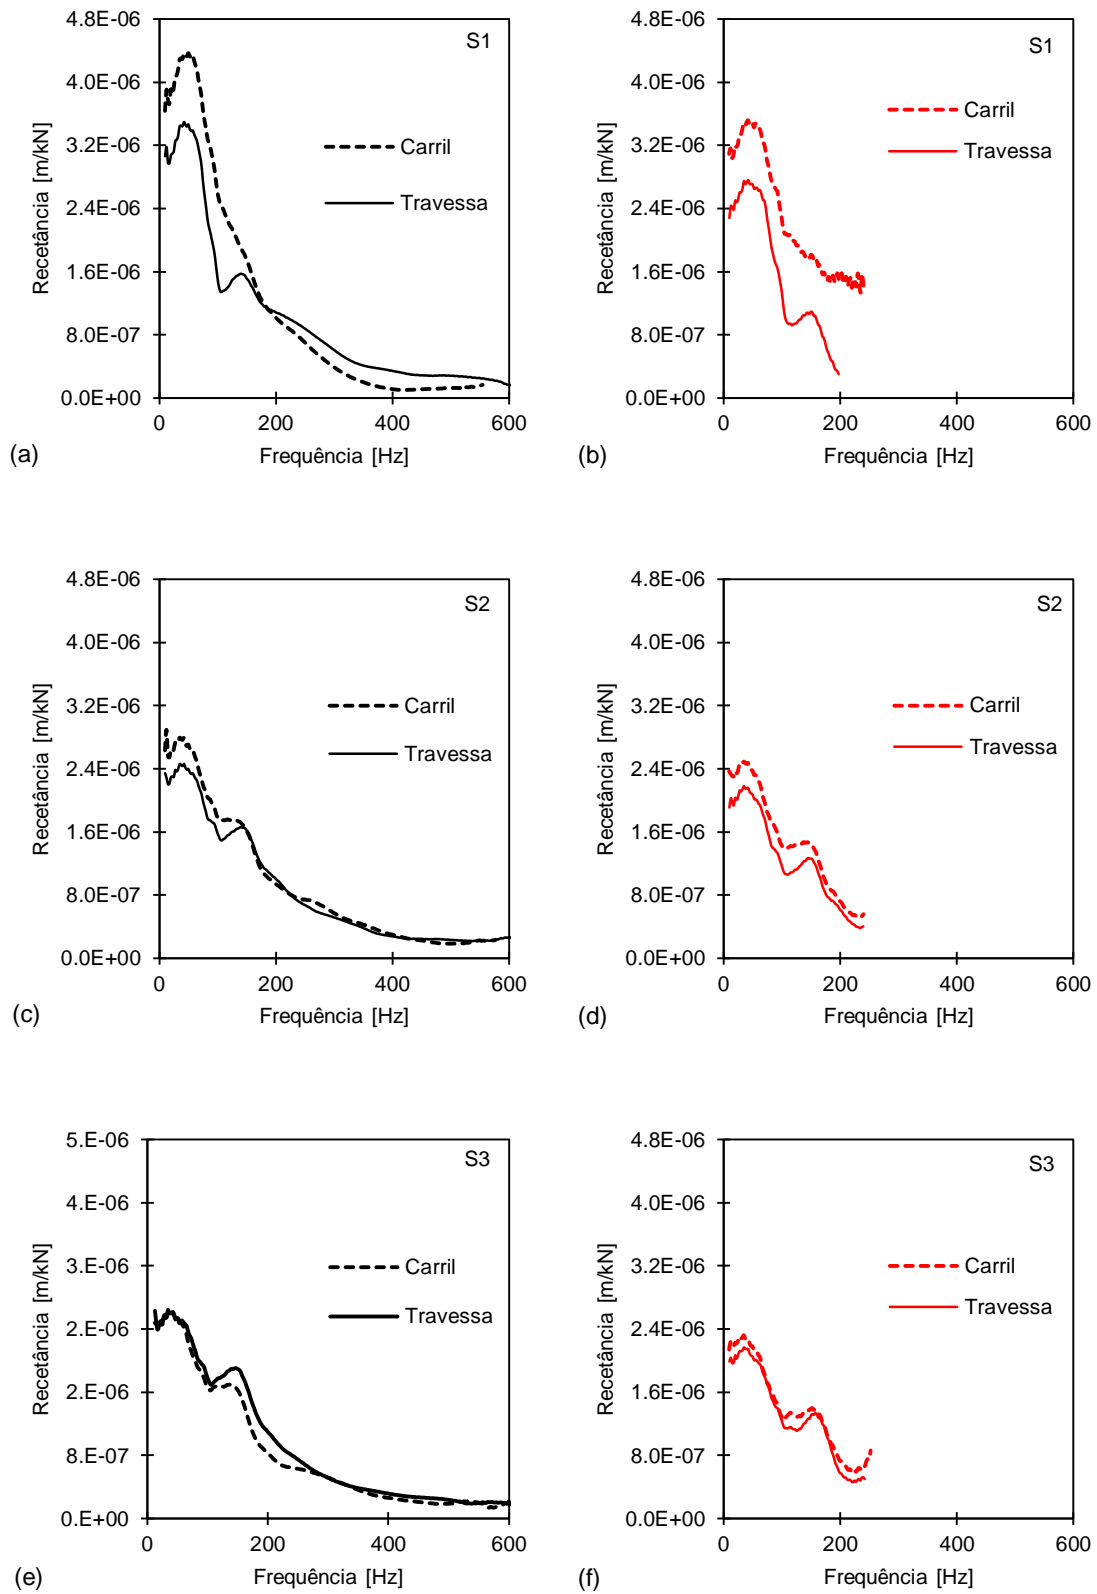 4.8E-06
4.0E-06
3.2E-06
2.4E-06
1.6E-06
8.0E-07
0.0E+00
Recetância [m/kN]
S1
Carril
Travessa
0 200 400 600
Frequência [Hz]
(a)
4.8E-06
4.0E-06
3.2E-06
2.4E-06
1.6E-06
8.0E-07
0.0E+00
Recetância [m/kN]
S1
Carril
Travessa
0 200 400 600
Frequência [Hz]
(b)
4.8E-06
4.0E-06
3.2E-06
2.4E-06
1.6E-06
8.0E-07
0.0E+00
Recetância [m/kN]
S2
Carril
Travessa
0 200 400 600
Frequência [Hz]
(c)
4.8E-06
4.0E-06
3.2E-06
2.4E-06
1.6E-06
8.0E-07
0.0E+00
Recetância [m/kN]
S2
Carril
Travessa
0 200 400 600
Frequência [Hz]
(d)
5.E-06
4.E-06
3.E-06
2.E-06
2.E-06
8.E-07
0.E+00
Recetância [m/kN]
S3
Carril
Travessa
0 200 400 600
Frequência [Hz]
(e)
4.8E-06
4.0E-06
3.2E-06
2.4E-06
1.6E-06
8.0E-07
0.0E+00
Recetância [m/kN]
S3
Carril
Travessa
0 200 400 600
Frequência [Hz]
(f)